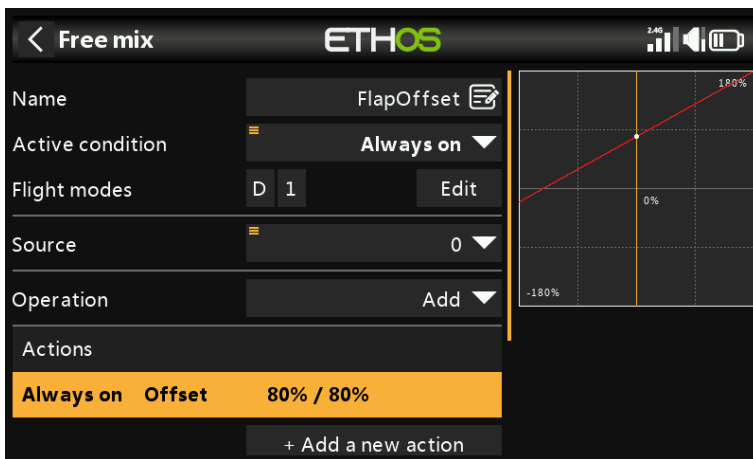 Free mix
ETHOS
2.4G
Name
FlapOffset
Active condition
Always on
Flight modes
D 1
Edit
Source
0
Operation
Add
Actions
Always on Offset 80% / 80%
+ Add a new action
180%
0%
-180%